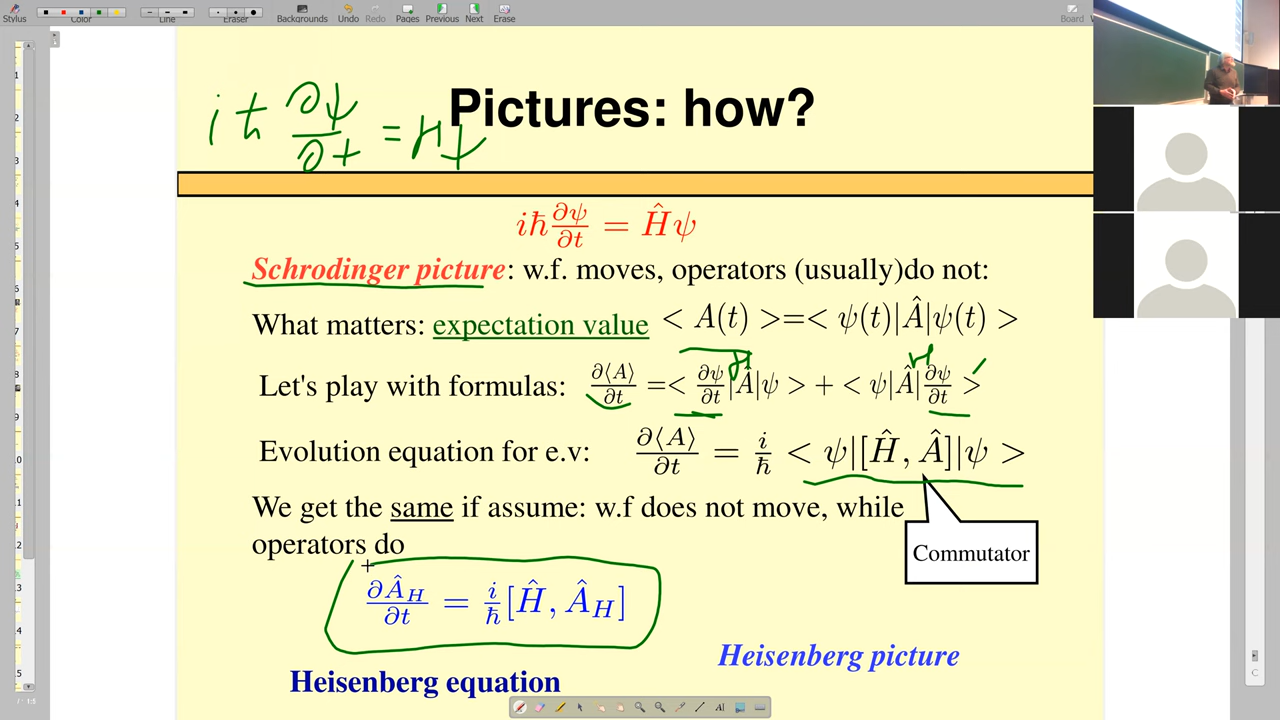 Stylus Color Line Eraser Backgrounds Undo Redo Pages Previous Next Erase Board
iħ ∂ψ/∂t = Hψ
Pictures: how?
iħ ∂ψ/∂t = Ĥψ
Schrodinger picture: w.f. moves, operators (usually)do not:
What matters: expectation value < A(t) >=< ψ(t)|Â|ψ(t) >
H H
Let's play with formulas: ∂⟨A⟩/∂t =< ∂ψ/∂t |Â|ψ > + < ψ|Â| ∂ψ/∂t >
Evolution equation for e.v: ∂⟨A⟩/∂t = i/ħ < ψ|[Ĥ, Â]|ψ >
We get the same if assume: w.f does not move, while
operators do
Commutator
∂Â_H/∂t = i/ħ [Ĥ, Â_H]
Heisenberg picture
Heisenberg equation